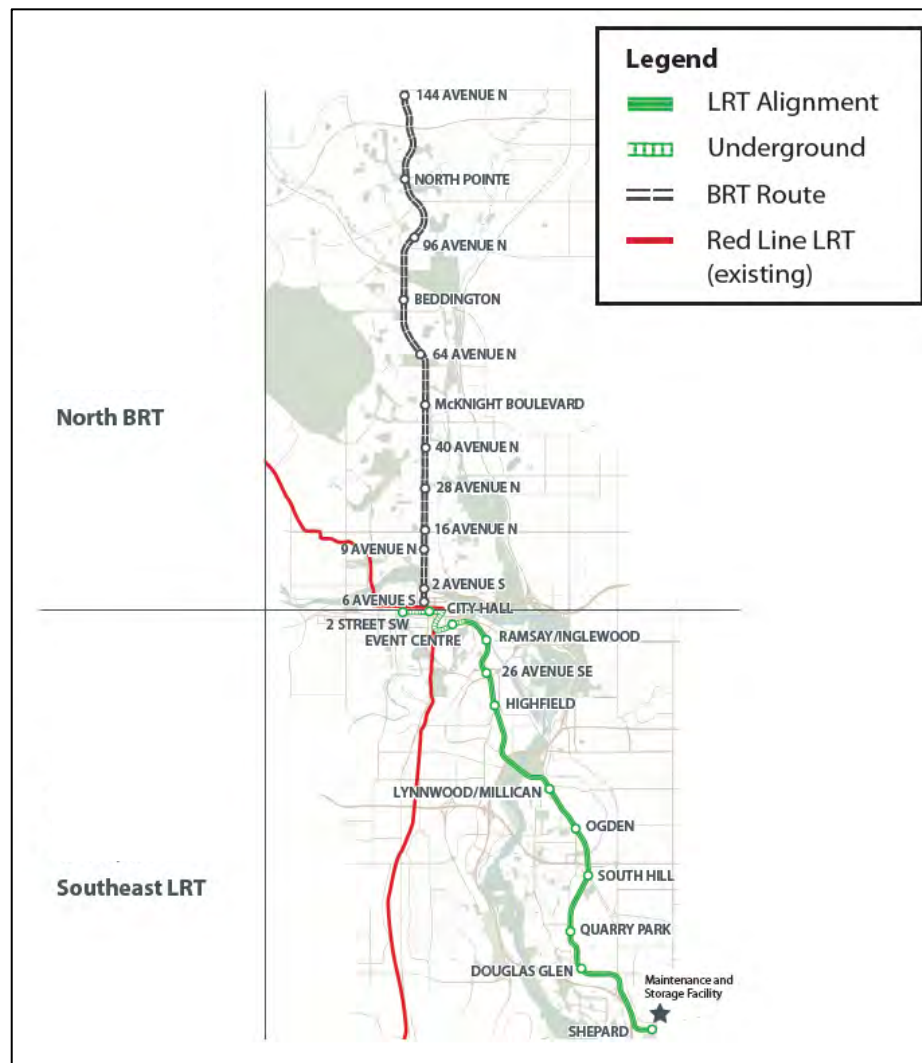 Legend
LRT Alignment
Underground
BRT Route
Red Line LRT
(existing)
144 AVENUE N
NORTH POINTE
96 AVENUE N
BEDDINGTON
64 AVENUE N
North BRT
McKNIGHT BOULEVARD
40 AVENUE N
28 AVENUE N
16 AVENUE N
9 AVENUE N
2 AVENUE S
6 AVENUE S
CITY HALL
2 STREET SW
EVENT CENTRE
RAMSAY/INGLEWOOD
26 AVENUE SE
HIGHFIELD
LYNNWOOD/MILLICAN
OGDEN
SOUTH HILL
Southeast LRT
QUARRY PARK
DOUGLAS GLEN
Maintenance and
Storage Facility
SHEPARD